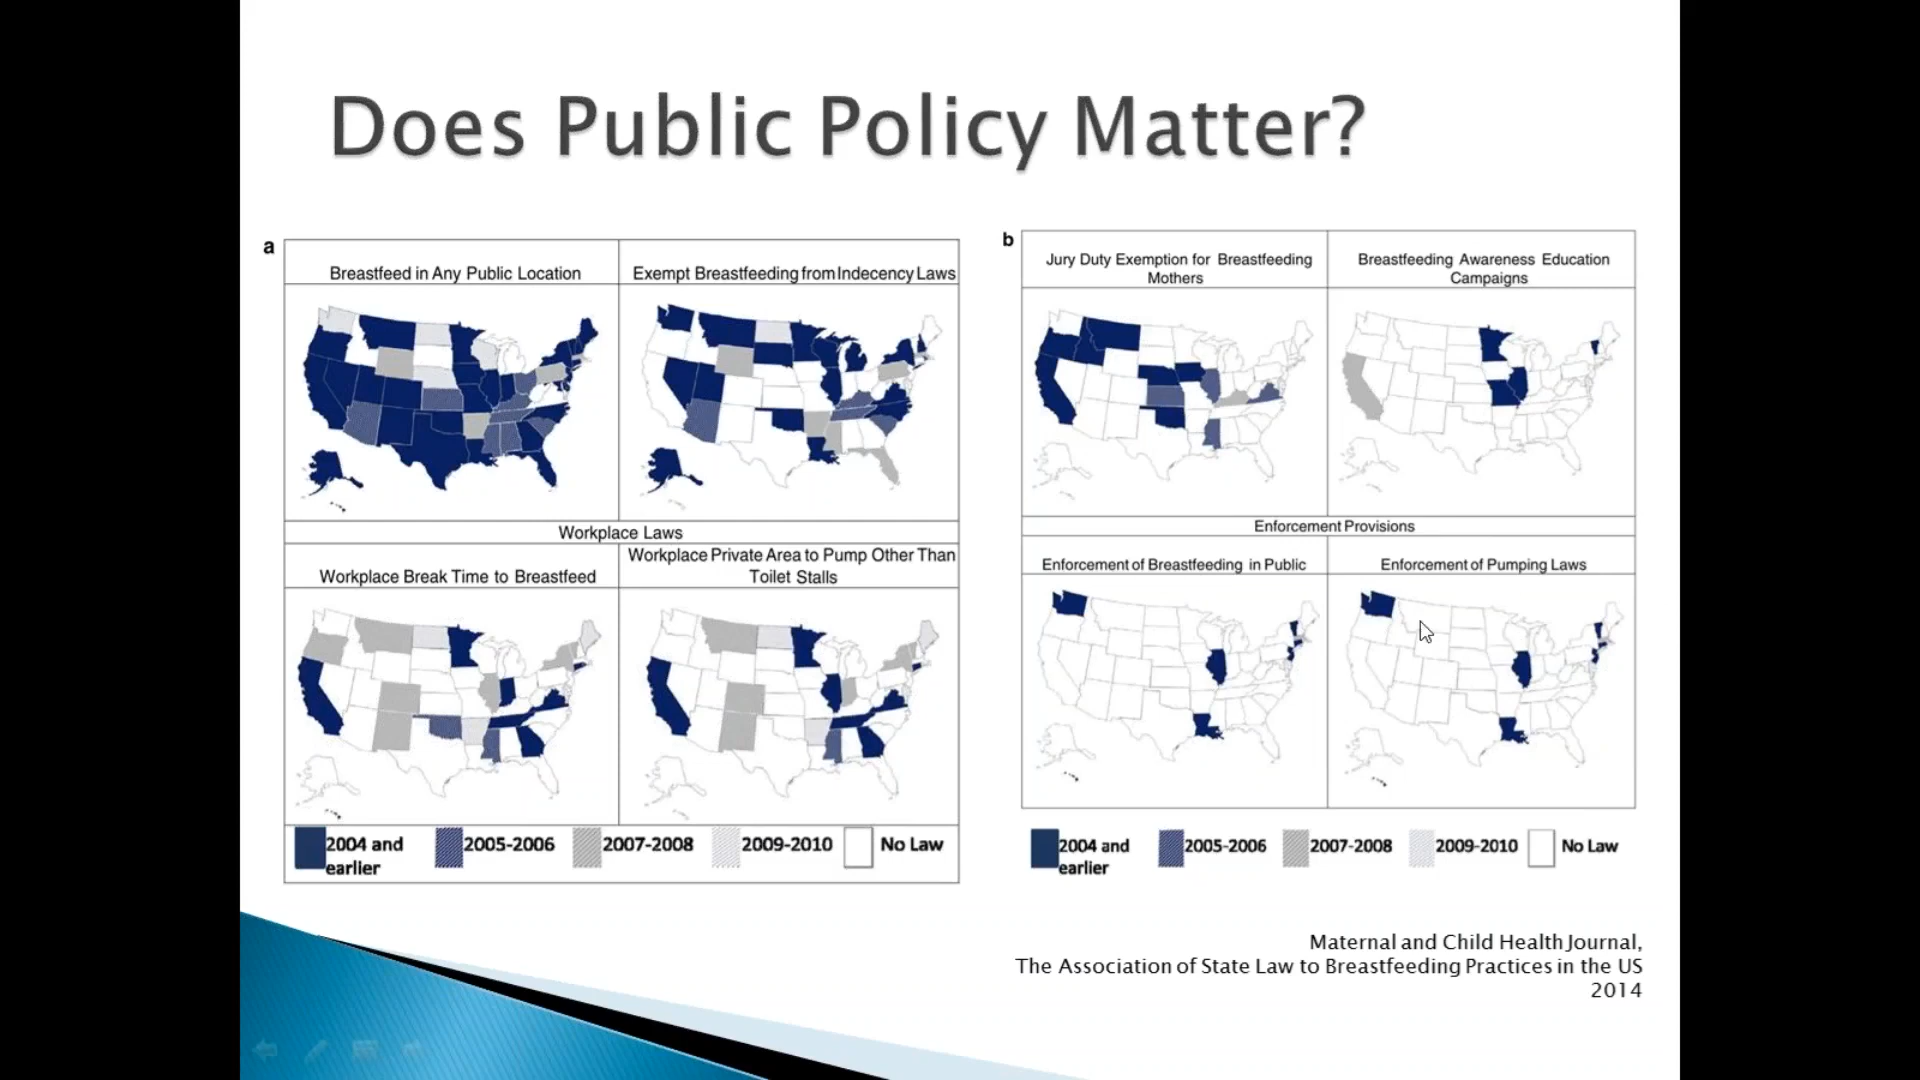 Does Public Policy Matter?
a
Breastfeed in Any Public Location
Exempt Breastfeeding from Indecency Laws
Workplace Laws
Workplace Break Time to Breastfeed
Workplace Private Area to Pump Other Than
Toilet Stalls
2004 and
earlier
2005-2006
2007-2008
2009-2010
No Law
b
Jury Duty Exemption for Breastfeeding
Mothers
Breastfeeding Awareness Education
Campaigns
Enforcement Provisions
Enforcement of Breastfeeding in Public
Enforcement of Pumping Laws
2004 and
earlier
2005-2006
2007-2008
2009-2010
No Law
Maternal and Child Health Journal,
The Association of State Law to Breastfeeding Practices in the US
2014